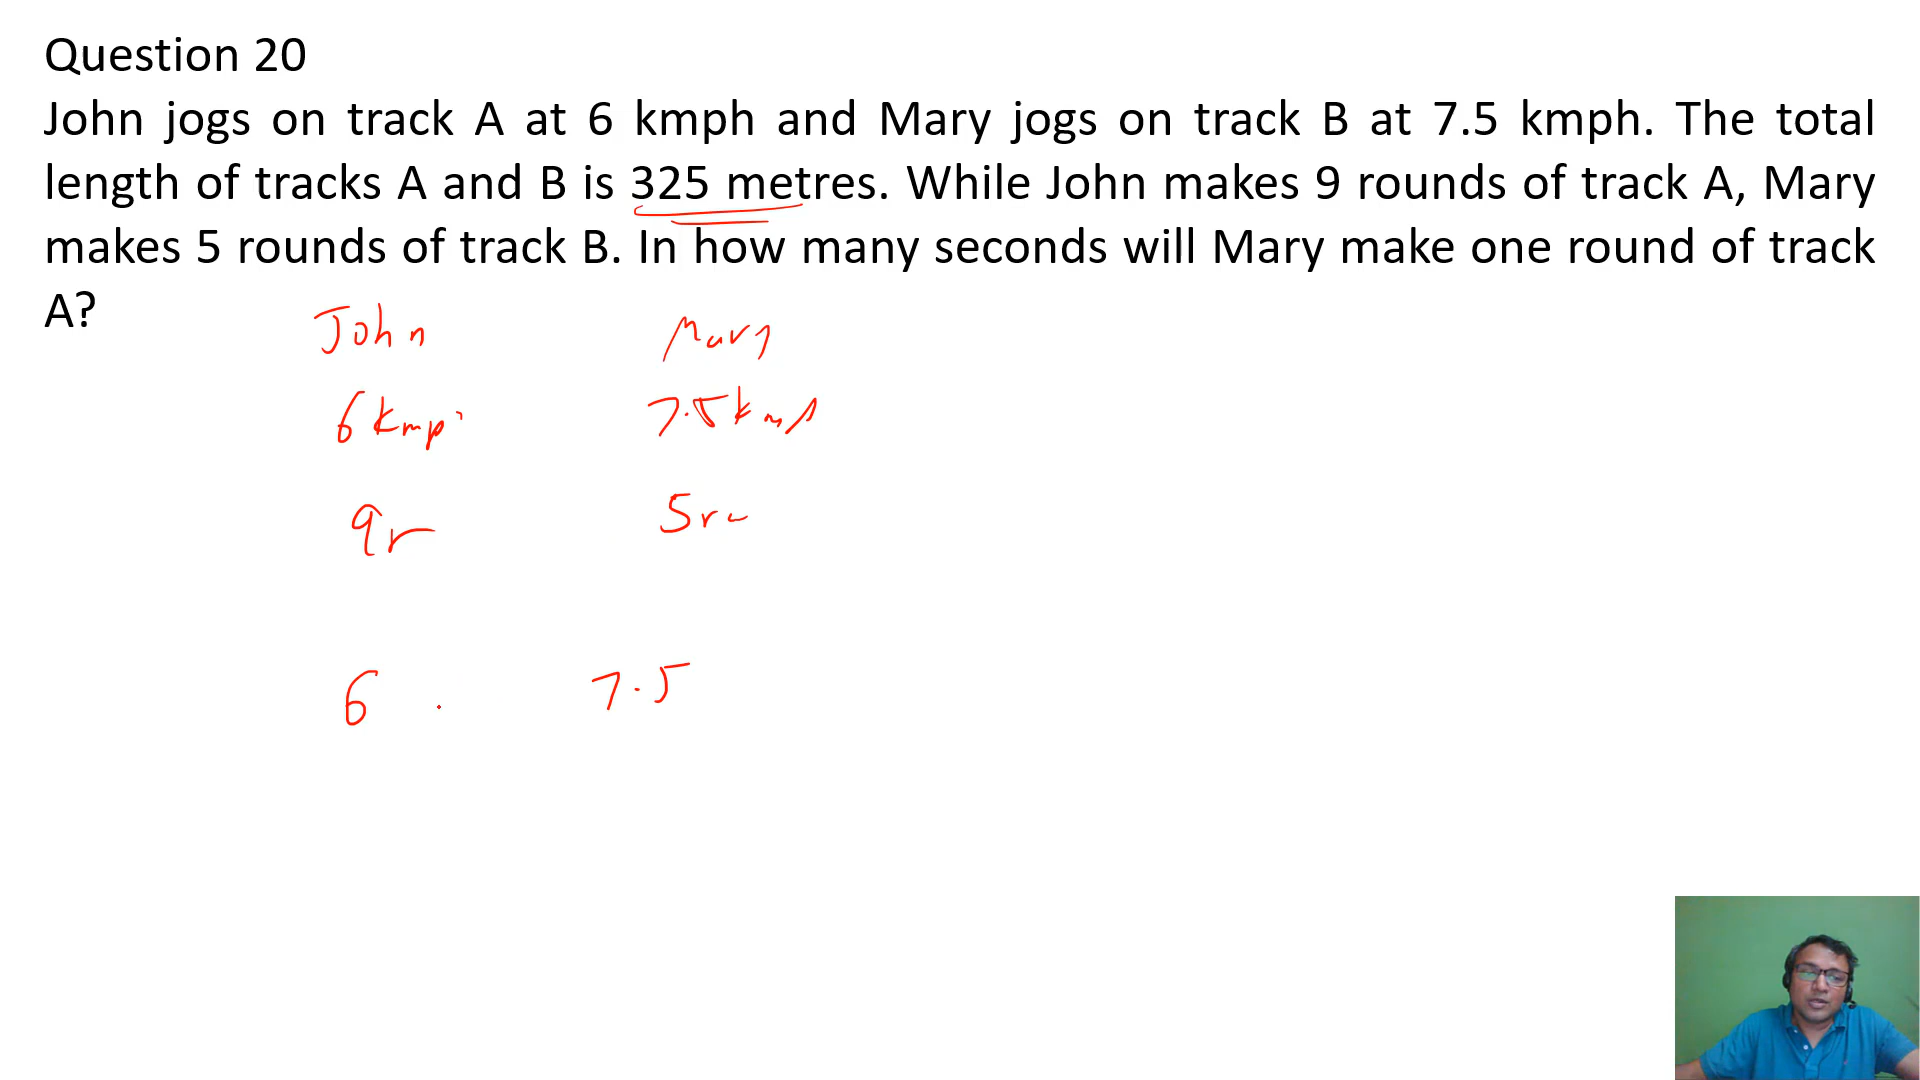 Question 20
John jogs on track A at 6 kmph and Mary jogs on track B at 7.5 kmph. The total
length of tracks A and B is 325 metres. While John makes 9 rounds of track A, Mary
makes 5 rounds of track B. In how many seconds will Mary make one round of track
A?
John Mary
6 kmp 7.5 km
9r 5r
6 7.5